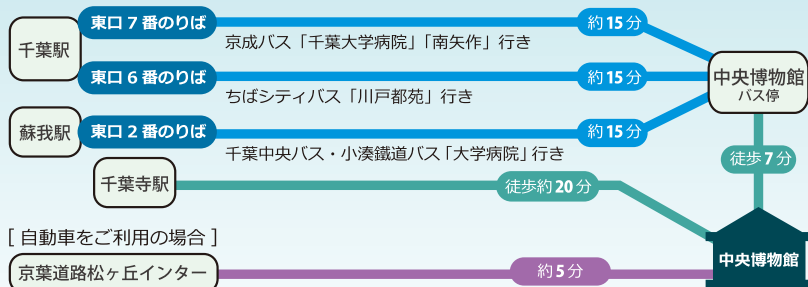 千葉駅
東口7番のりば
約15分
京成バス「千葉大学病院」「南矢作」行き
東口6番のりば
約15分
ちばシティバス「川戸都苑」行き
中央博物館
バス停
蘇我駅
東口2番のりば
約15分
千葉中央バス・小湊鐵道バス「大学病院」行き
徒歩7分
千葉寺駅
徒歩約20分
[自動車をご利用の場合]
京葉道路松ヶ丘インター
約5分
中央博物館